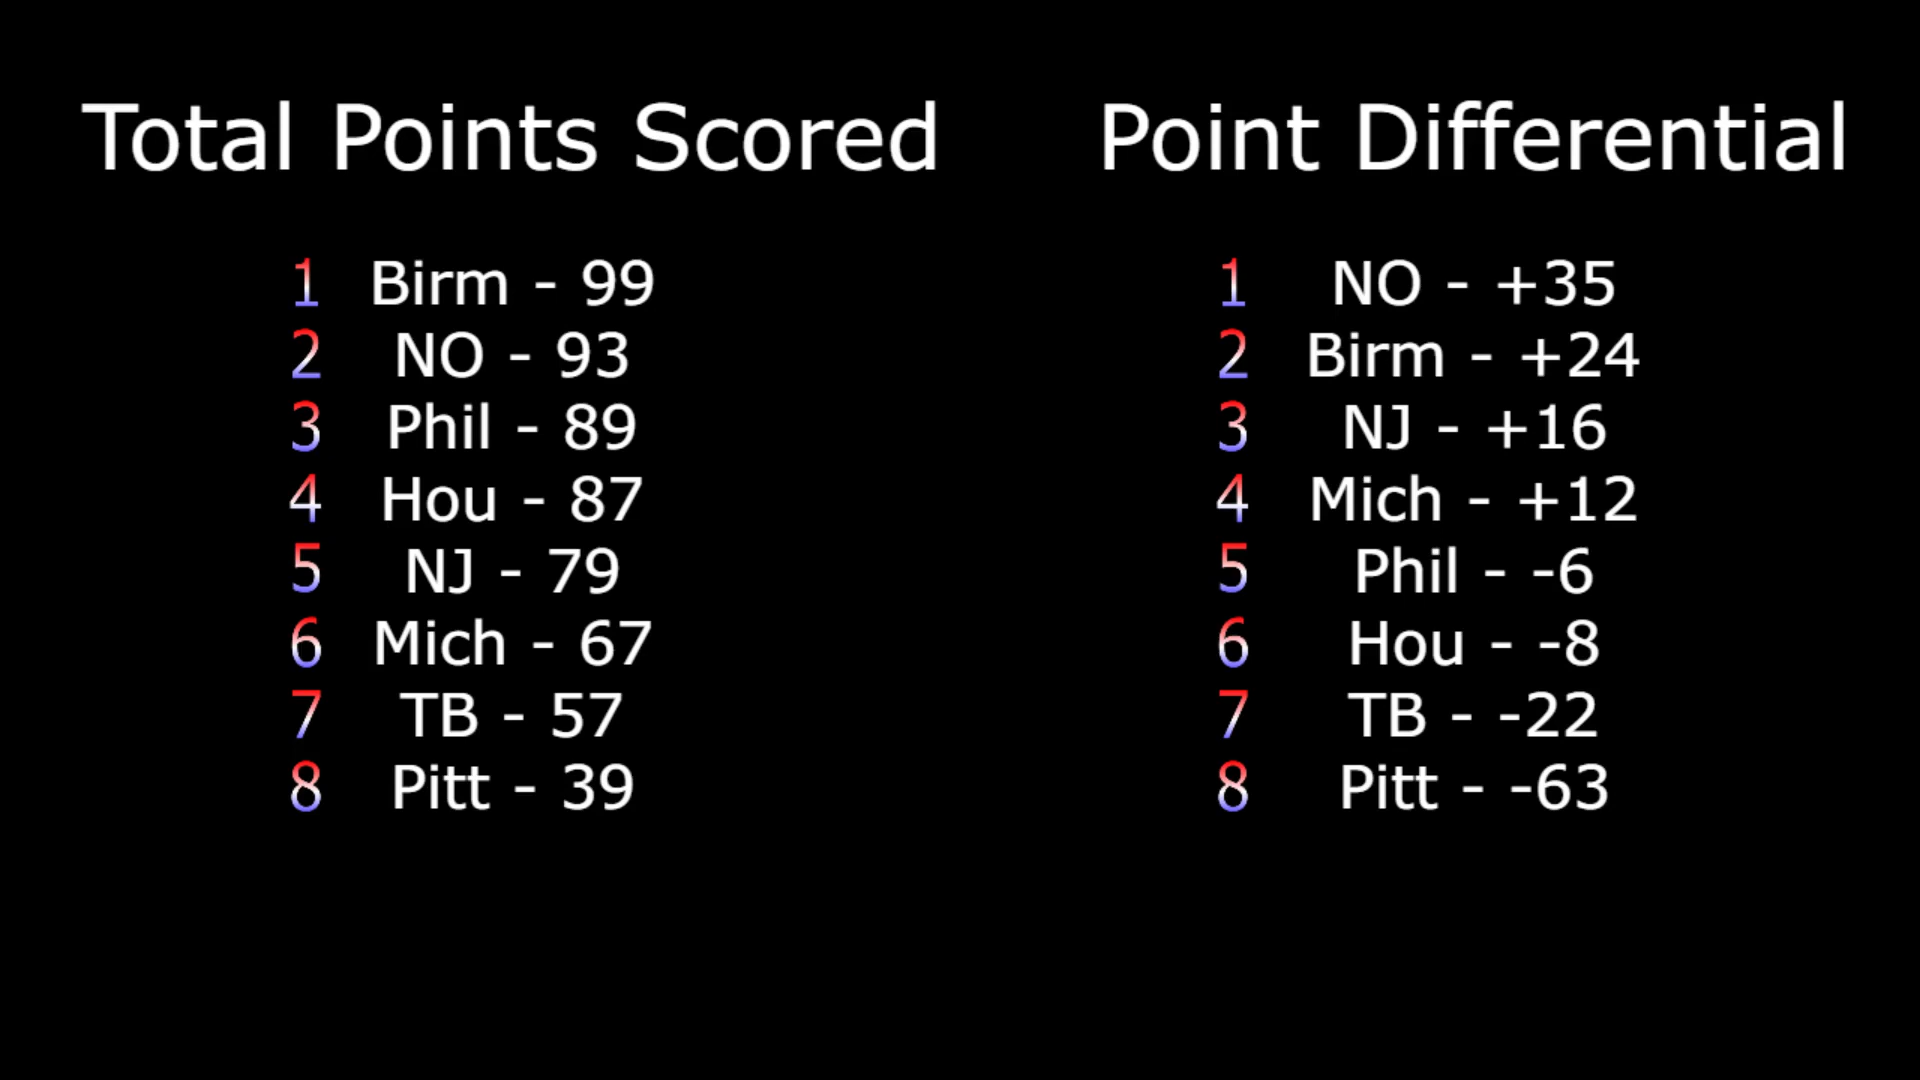 Total Points Scored
1 Birm - 99
2 NO - 93
3 Phil - 89
4 Hou - 87
5 NJ - 79
6 Mich - 67
7 TB - 57
8 Pitt - 39
Point Differential
1 NO - +35
2 Birm - +24
3 NJ - +16
4 Mich - +12
5 Phil - -6
6 Hou - -8
7 TB - -22
8 Pitt - -63